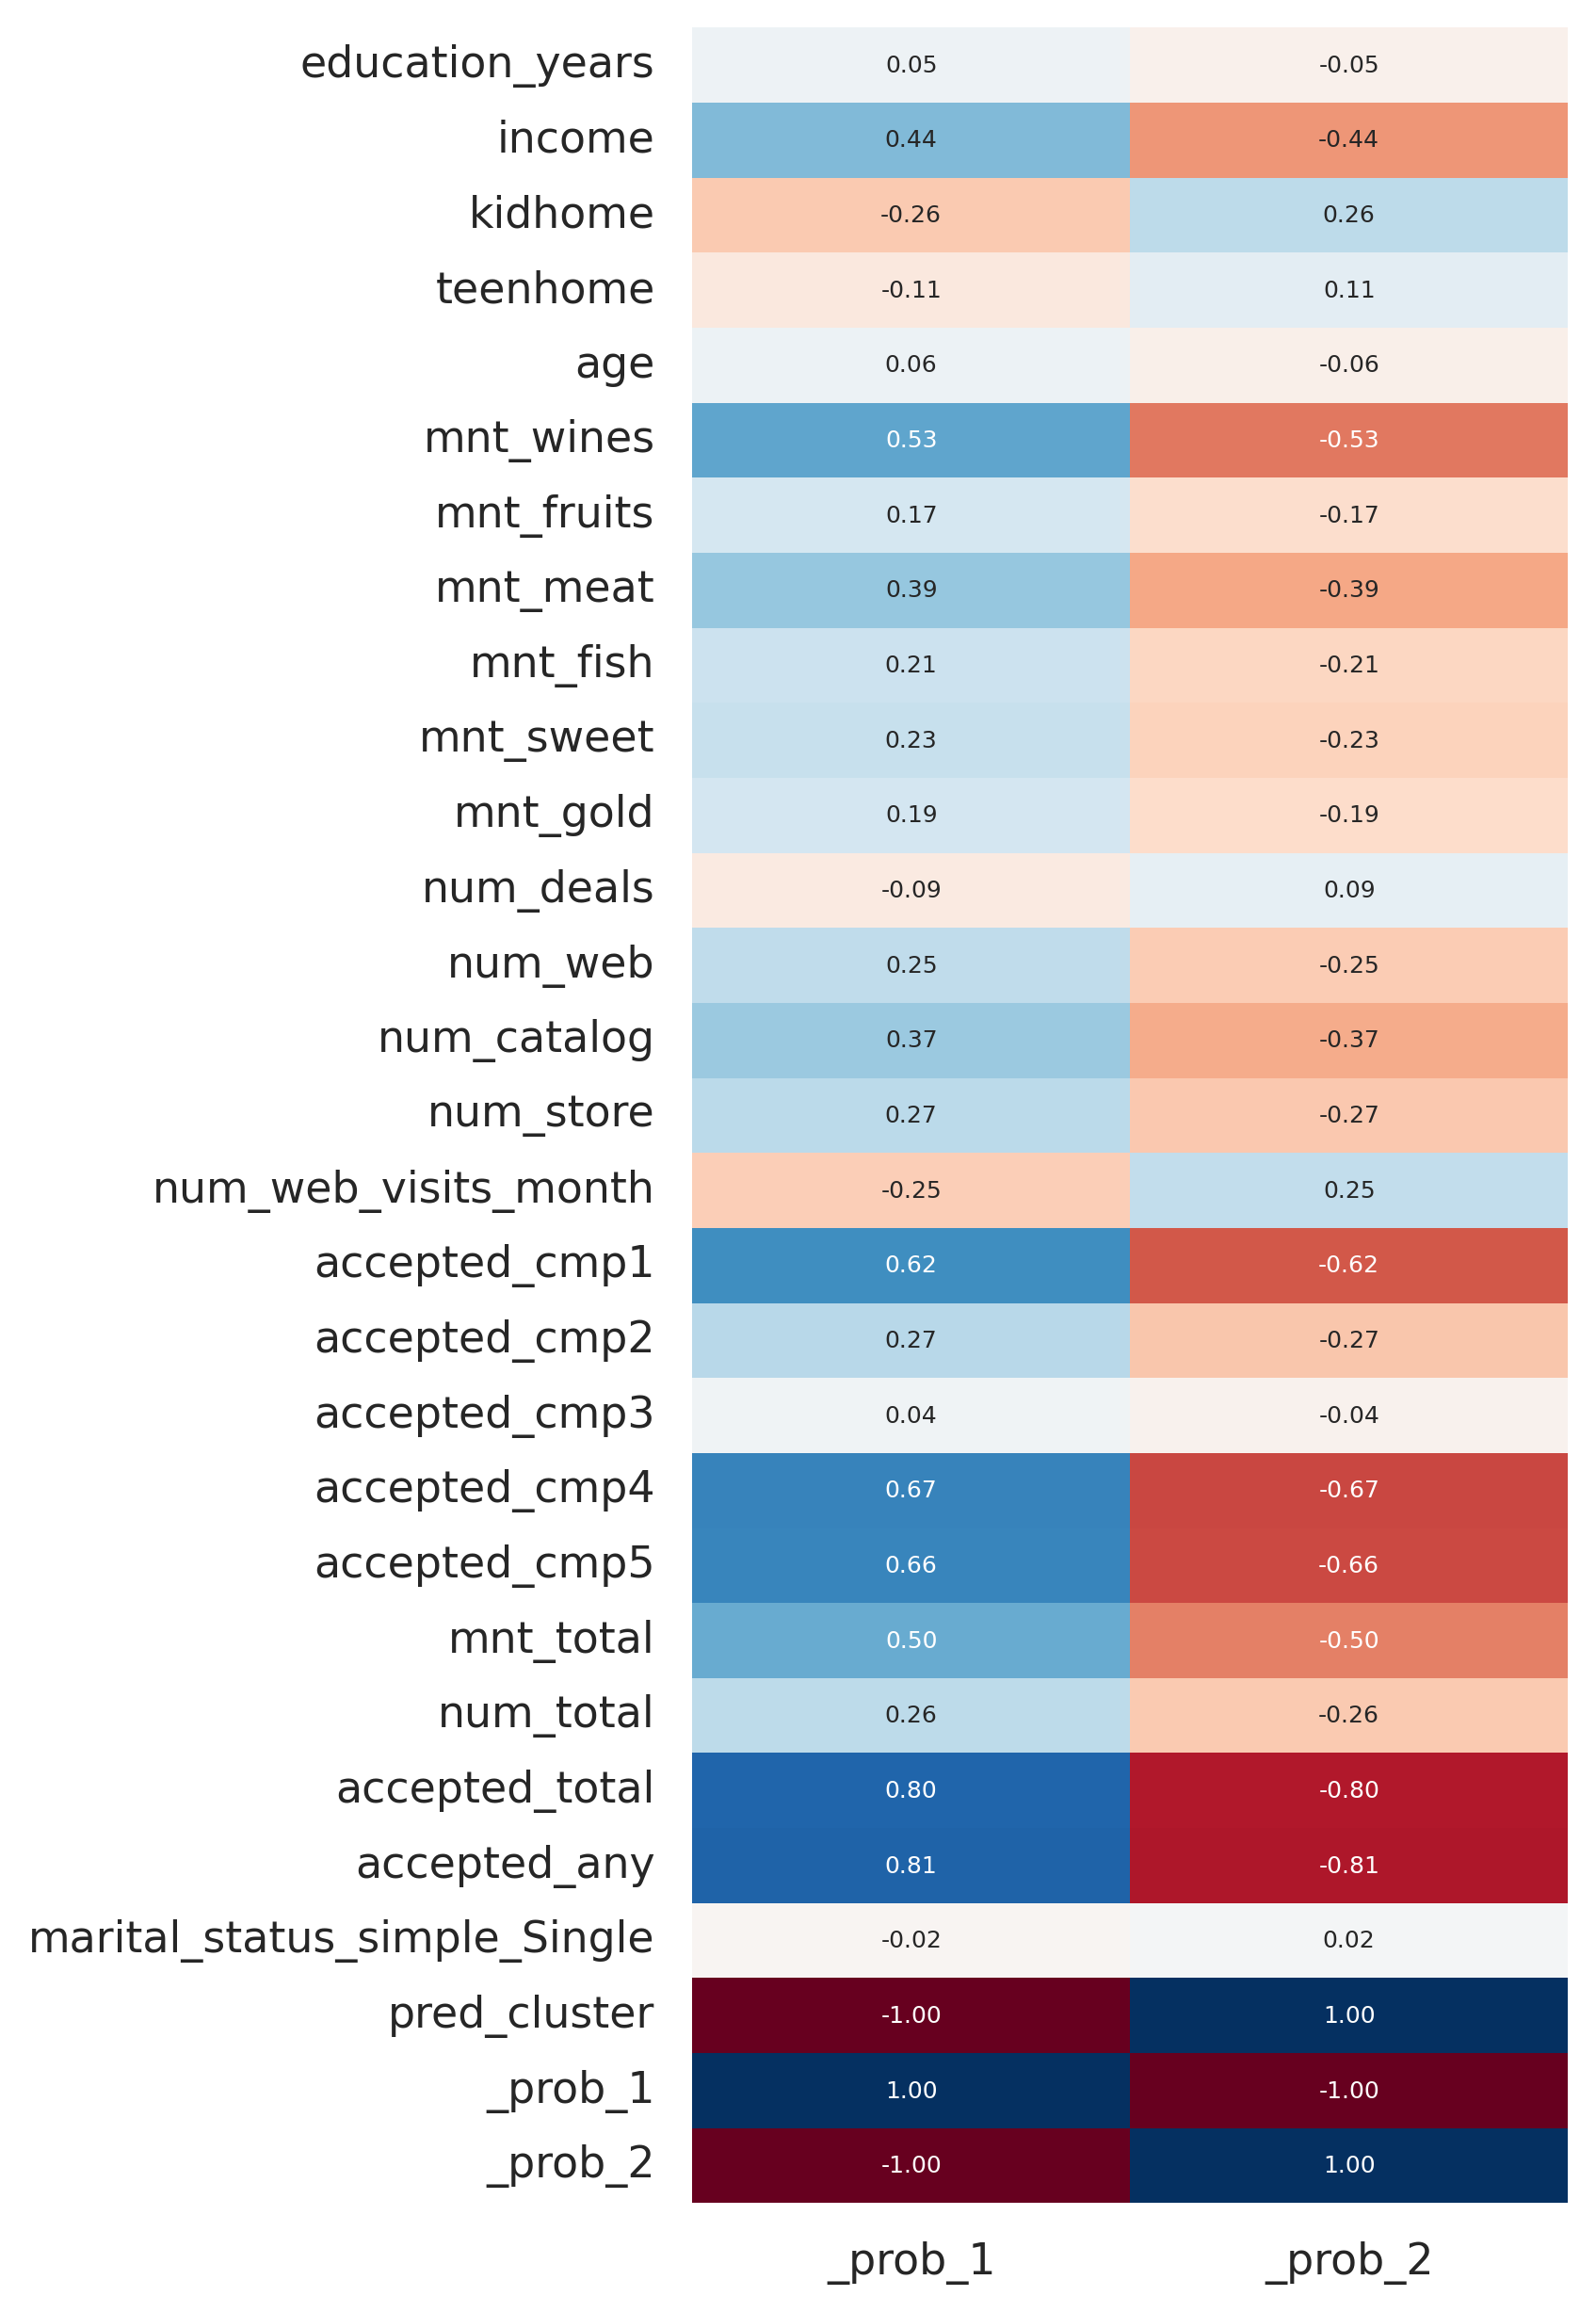 education_years 0.05 -0.05
income 0.44 -0.44
kidhome -0.26 0.26
teenhome -0.11 0.11
age 0.06 -0.06
mnt_wines 0.53 -0.53
mnt_fruits 0.17 -0.17
mnt_meat 0.39 -0.39
mnt_fish 0.21 -0.21
mnt_sweet 0.23 -0.23
mnt_gold 0.19 -0.19
num_deals -0.09 0.09
num_web 0.25 -0.25
num_catalog 0.37 -0.37
num_store 0.27 -0.27
num_web_visits_month -0.25 0.25
accepted_cmp1 0.62 -0.62
accepted_cmp2 0.27 -0.27
accepted_cmp3 0.04 -0.04
accepted_cmp4 0.67 -0.67
accepted_cmp5 0.66 -0.66
mnt_total 0.50 -0.50
num_total 0.26 -0.26
accepted_total 0.80 -0.80
accepted_any 0.81 -0.81
marital_status_simple_Single -0.02 0.02
pred_cluster -1.00 1.00
_prob_1 1.00 -1.00
_prob_2 -1.00 1.00
_prob_1 _prob_2